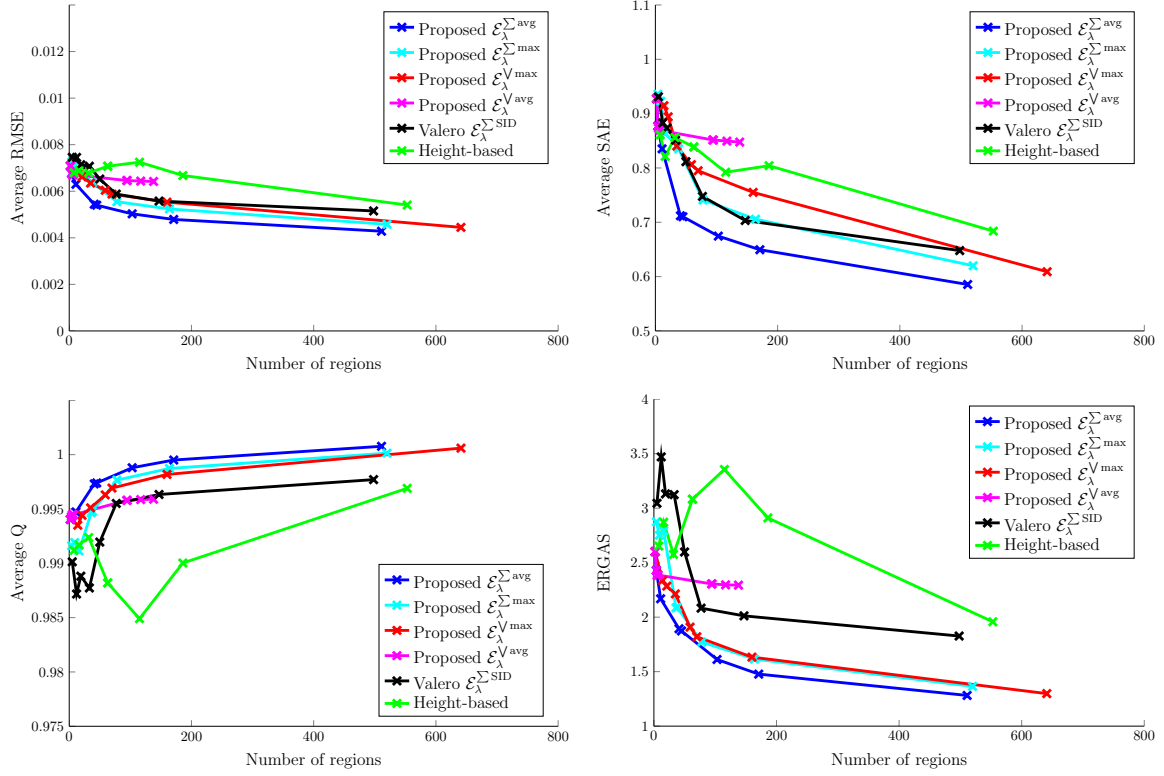 0.012
0.01
0.008
0.006
0.004
0.002
0
0
200
400
600
800
Average RMSE
Number of regions
Proposed ℰ_λ^{∑ avg}
Proposed ℰ_λ^{∑ max}
Proposed ℰ_λ^{⋁ max}
Proposed ℰ_λ^{⋁ avg}
Valero ℰ_λ^{∑ SID}
Height-based
1.1
1
0.9
0.8
0.7
0.6
0.5
0
200
400
600
800
Average SAE
Number of regions
Proposed ℰ_λ^{∑ avg}
Proposed ℰ_λ^{∑ max}
Proposed ℰ_λ^{⋁ max}
Proposed ℰ_λ^{⋁ avg}
Valero ℰ_λ^{∑ SID}
Height-based
1
0.995
0.99
0.985
0.98
0.975
0
200
400
600
800
Average Q
Number of regions
Proposed ℰ_λ^{∑ avg}
Proposed ℰ_λ^{∑ max}
Proposed ℰ_λ^{⋁ max}
Proposed ℰ_λ^{⋁ avg}
Valero ℰ_λ^{∑ SID}
Height-based
4
3.5
3
2.5
2
1.5
1
0
200
400
600
800
ERGAS
Number of regions
Proposed ℰ_λ^{∑ avg}
Proposed ℰ_λ^{∑ max}
Proposed ℰ_λ^{⋁ max}
Proposed ℰ_λ^{⋁ avg}
Valero ℰ_λ^{∑ SID}
Height-based